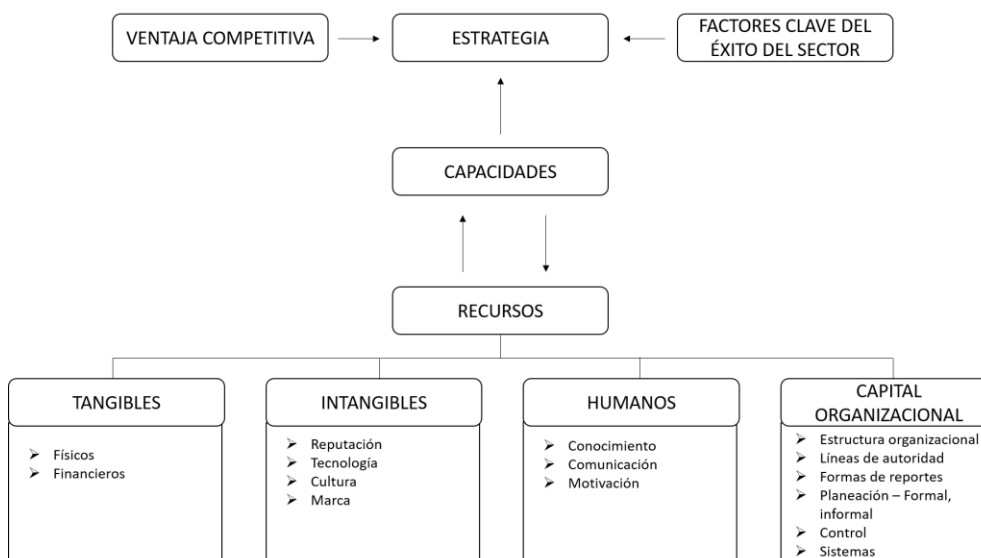 VENTAJA COMPETITIVA
ESTRATEGIA
FACTORES CLAVE DEL
ÉXITO DEL SECTOR
CAPACIDADES
RECURSOS
TANGIBLES
Físicos
Financieros
INTANGIBLES
Reputación
Tecnología
Cultura
Marca
HUMANOS
Conocimiento
Comunicación
Motivación
CAPITAL
ORGANIZACIONAL
Estructura organizacional
Líneas de autoridad
Formas de reportes
Planeación – Formal,
informal
Control
Sistemas